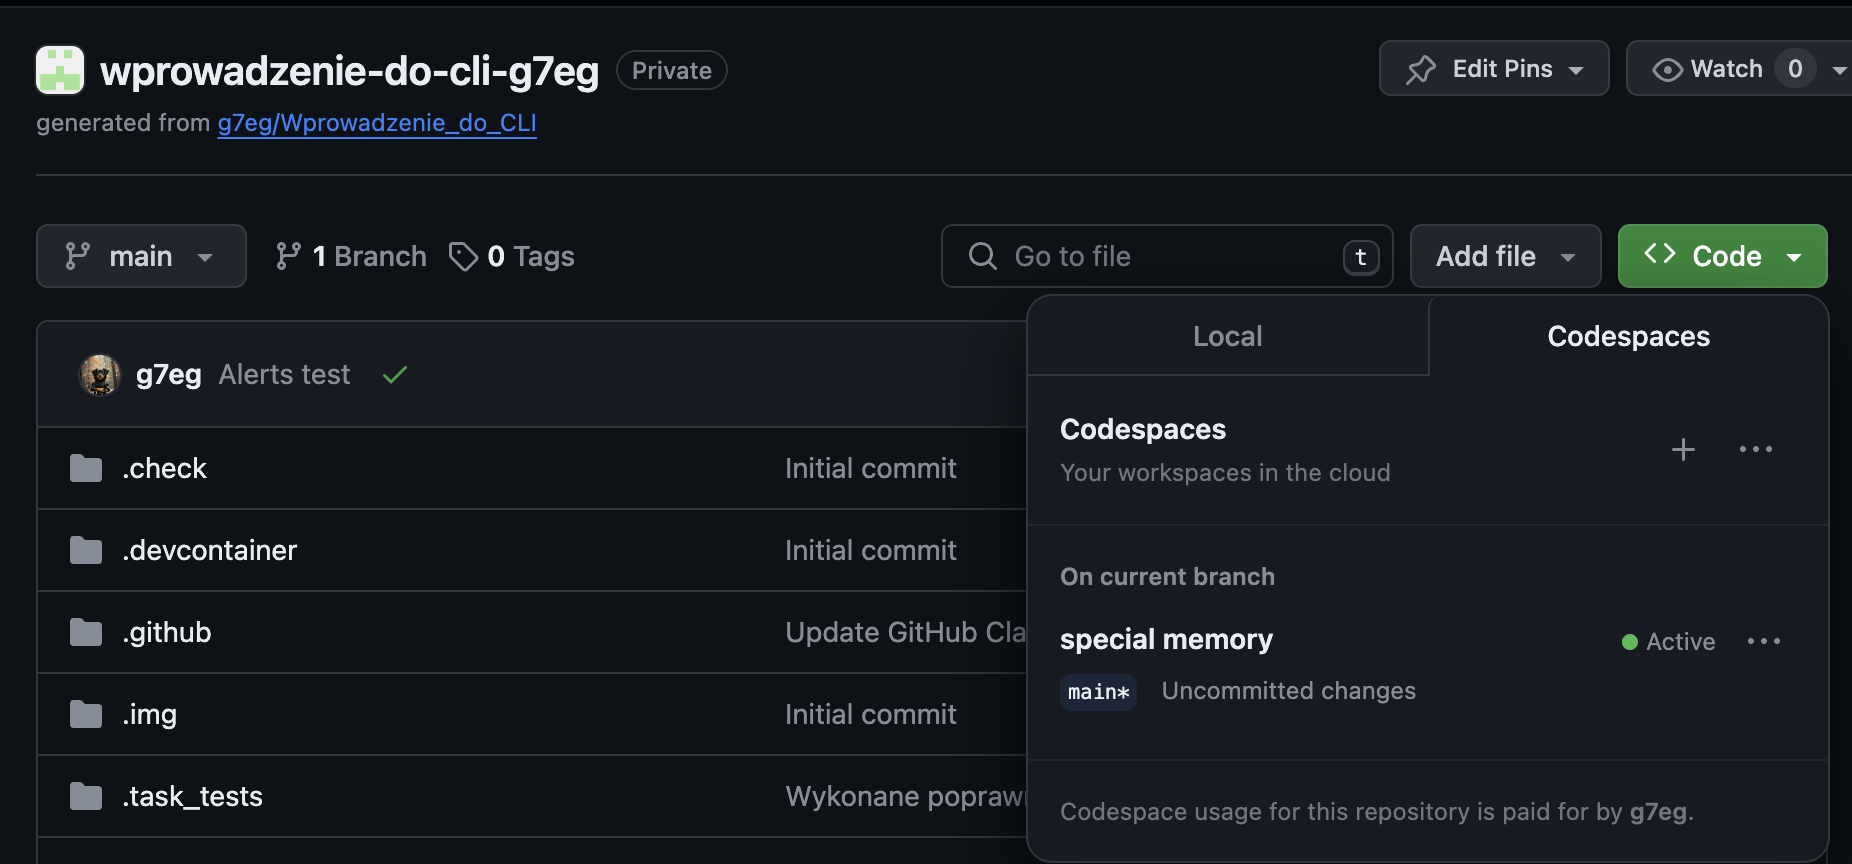 wprowadzenie-do-cli-g7eg Private
Edit Pins
Watch 0
generated from g7eg/Wprowadzenie_do_CLI
main
1 Branch
0 Tags
Go to file t
Add file
Code
g7eg Alerts test
.check Initial commit
.devcontainer Initial commit
.github Update GitHub Cla
.img Initial commit
.task_tests Wykonane
Local
Codespaces
Codespaces
Your workspaces in the cloud
On current branch
special memory
Active
main* Uncommitted changes
Codespace usage for this repository is paid for by g7eg.